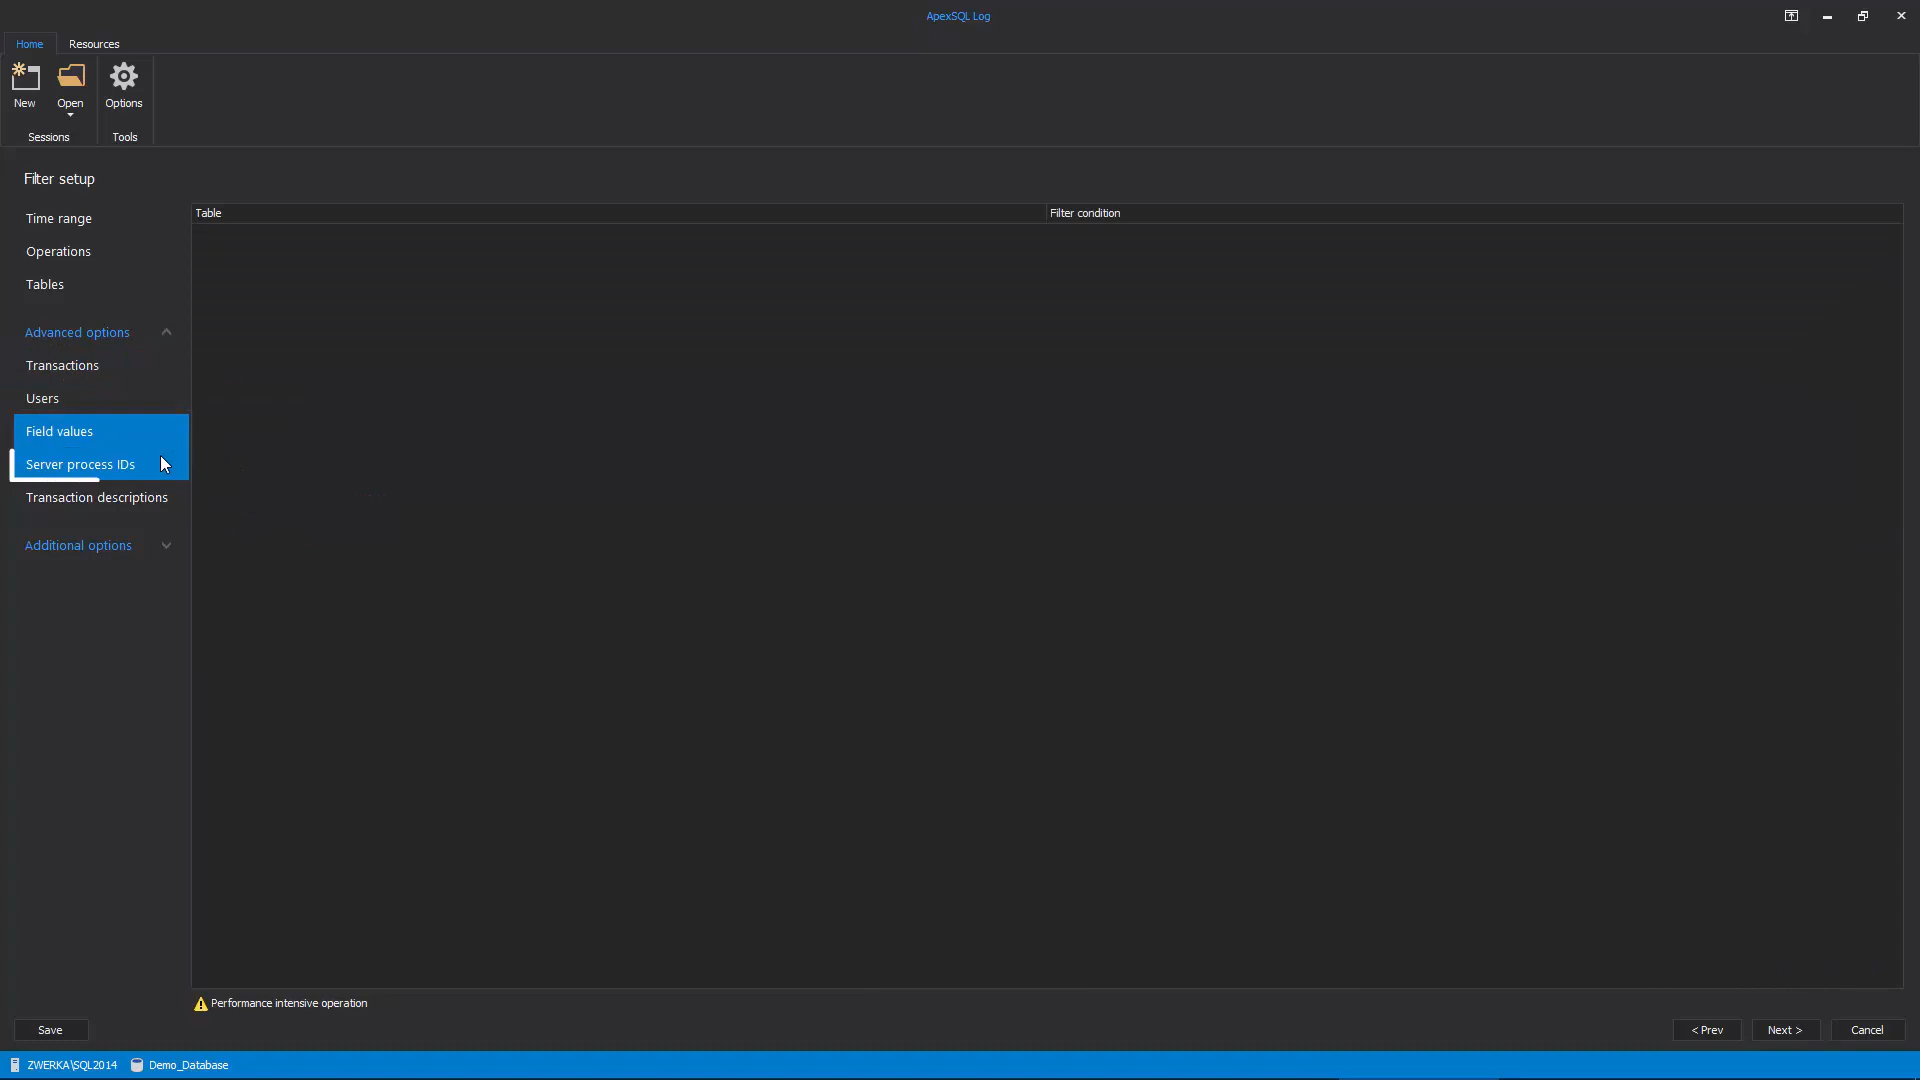 ApexSQL Log
Home Resources
New Open Options
Sessions Tools
Filter setup
Time range
Operations
Tables
Advanced options
Transactions
Users
Field values
Server process IDs
Transaction descriptions
Additional options
Table Filter condition
Performance intensive operation
Save < Prev Next > Cancel
ZWERKA\SQL2014 Demo_Database